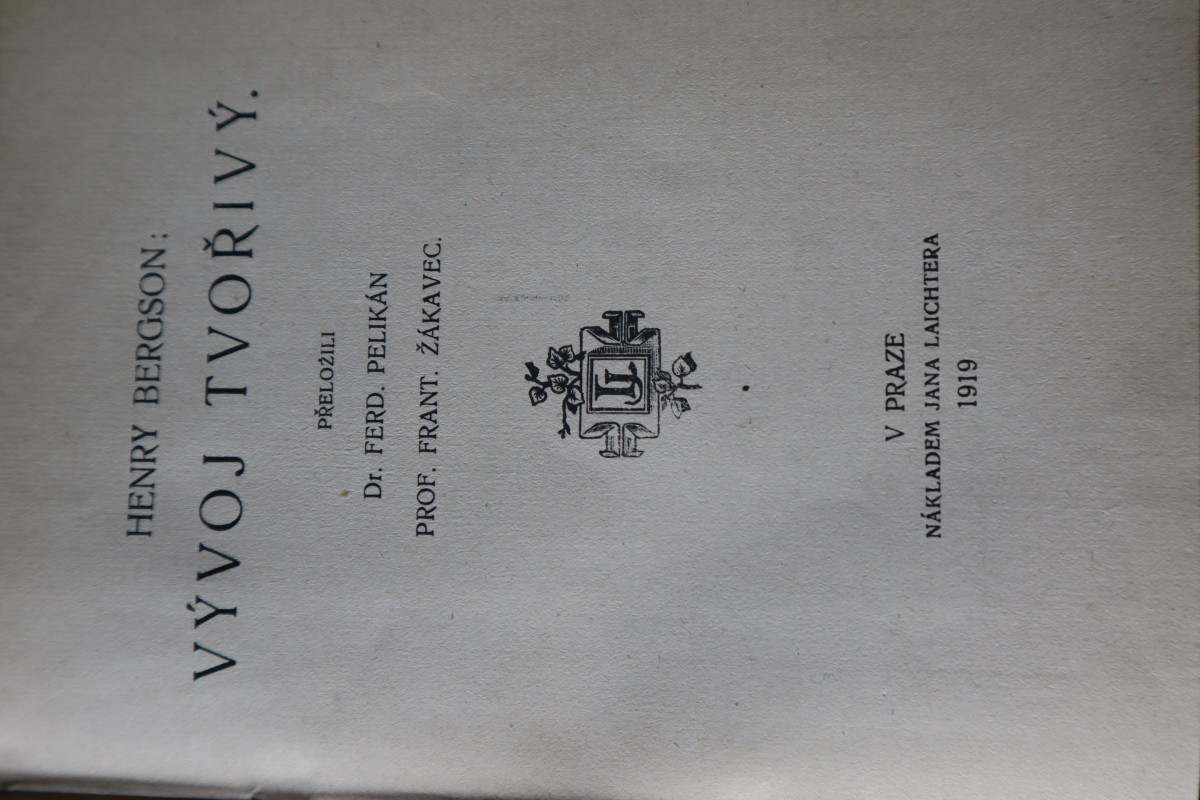 HENRY BERGSON:
VÝVOJ TVOŘIVÝ.
PŘELOŽILI
Dr. FERD. PELIKÁN
PROF. FRANT. ŽÁKAVEC.
JL
V PRAZE
NÁKLADEM JANA LAICHTERA
1919